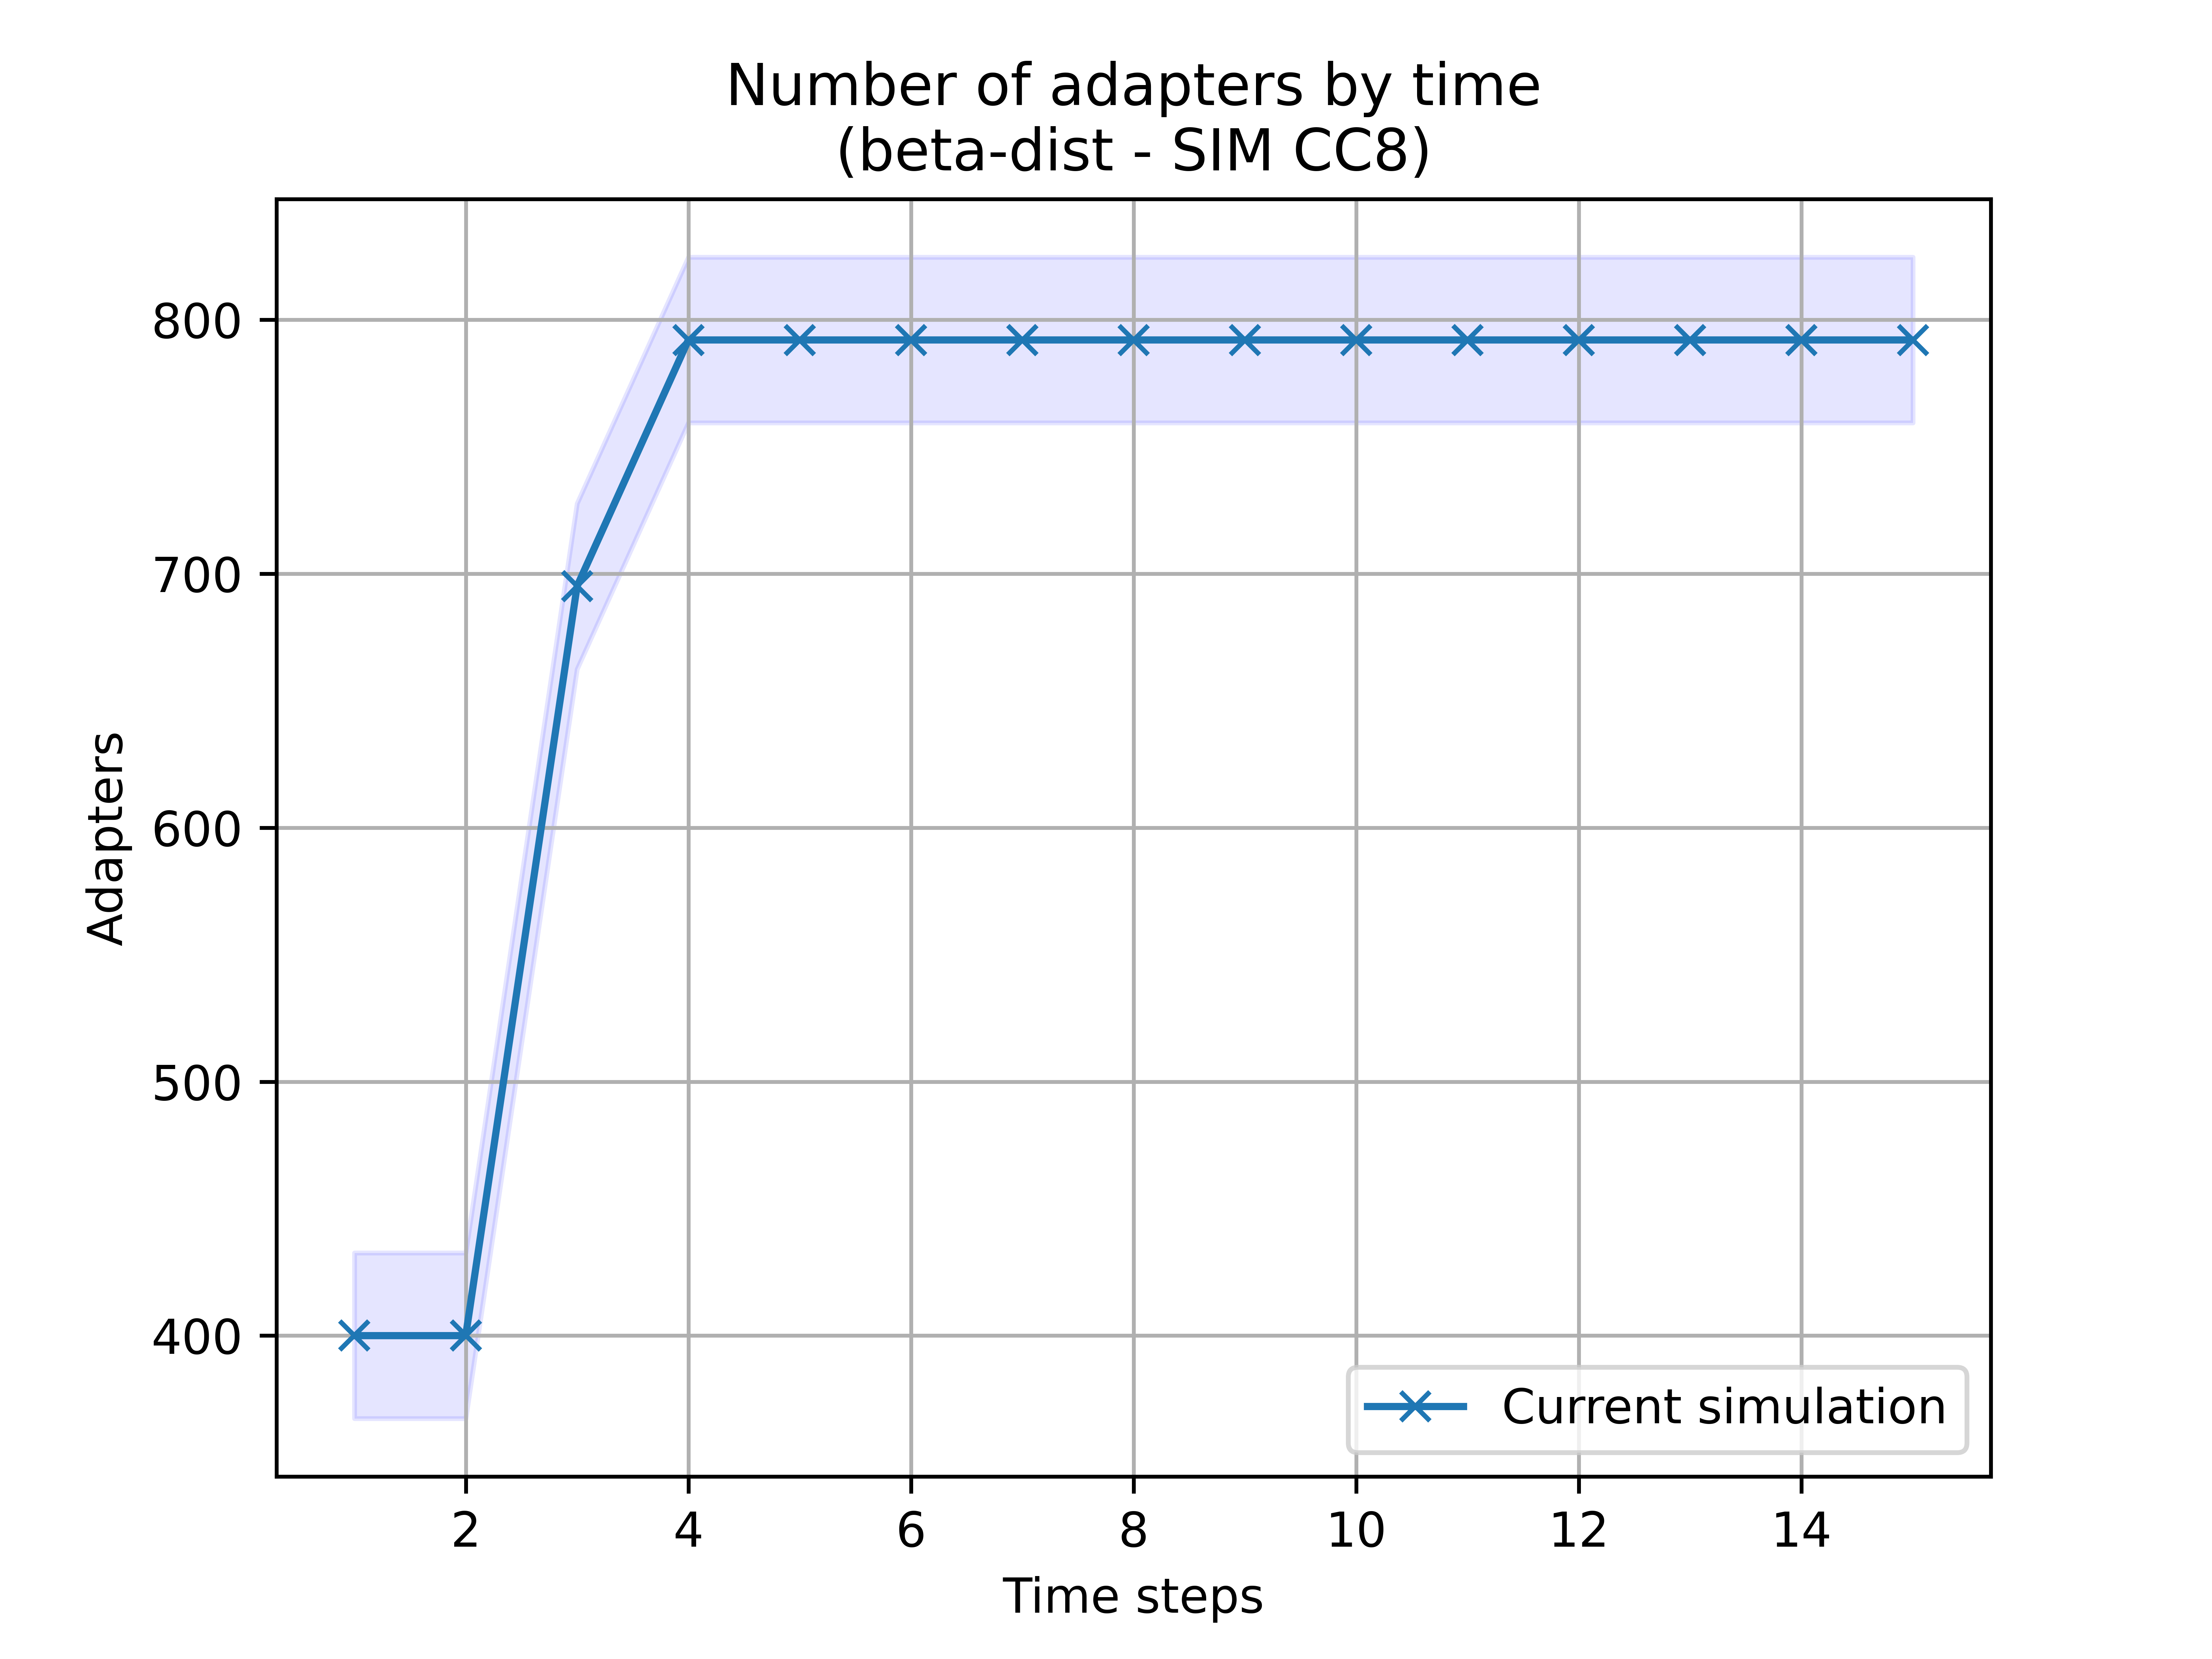 Number of adapters by time
(beta-dist - SIM CC8)
Adapters
800
700
600
500
400
Current simulation
2 4 6 8 10 12 14
Time steps